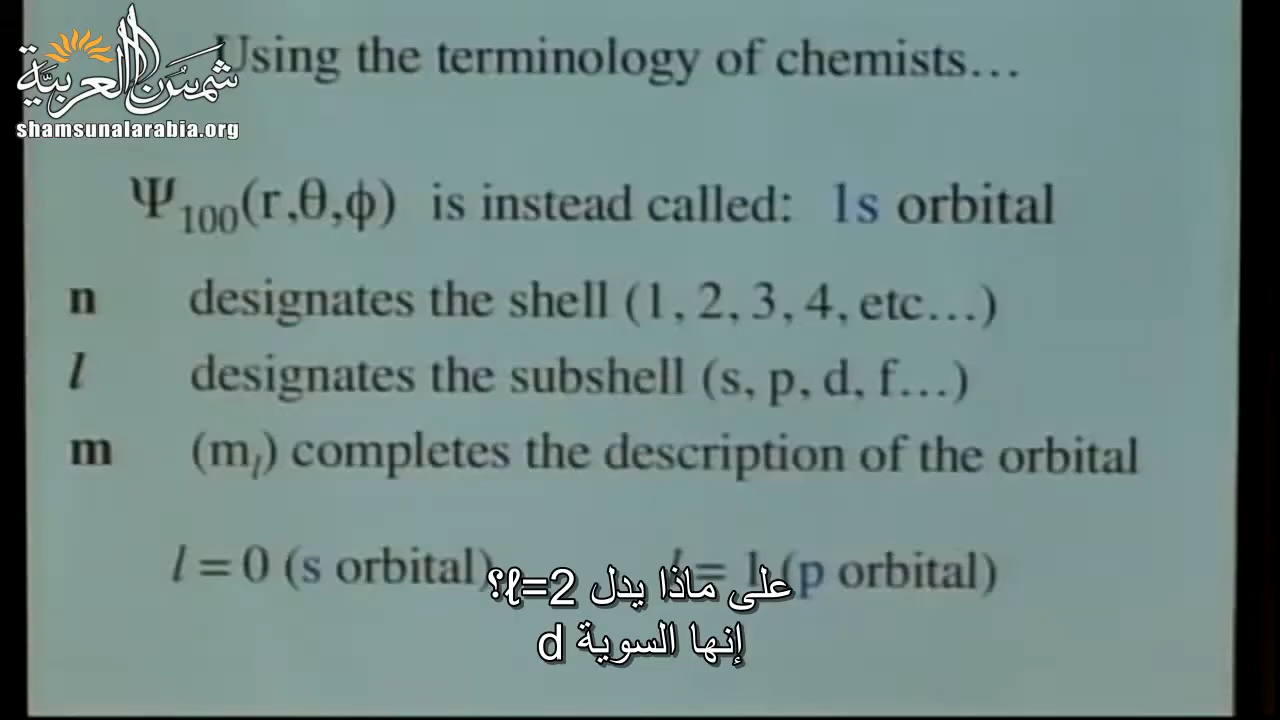 شمسُنا العربيّة
shamsunalarabia.org
Using the terminology of chemists…
Ψ₁₀₀(r,θ,ϕ) is instead called: 1s orbital
n designates the shell (1, 2, 3, 4, etc…)
l designates the subshell (s, p, d, f…)
m (mₗ) completes the description of the orbital
l = 0 (s orbital) l = 1 (p orbital)
على ماذا يدل ℓ=2؟
إنها السوية d